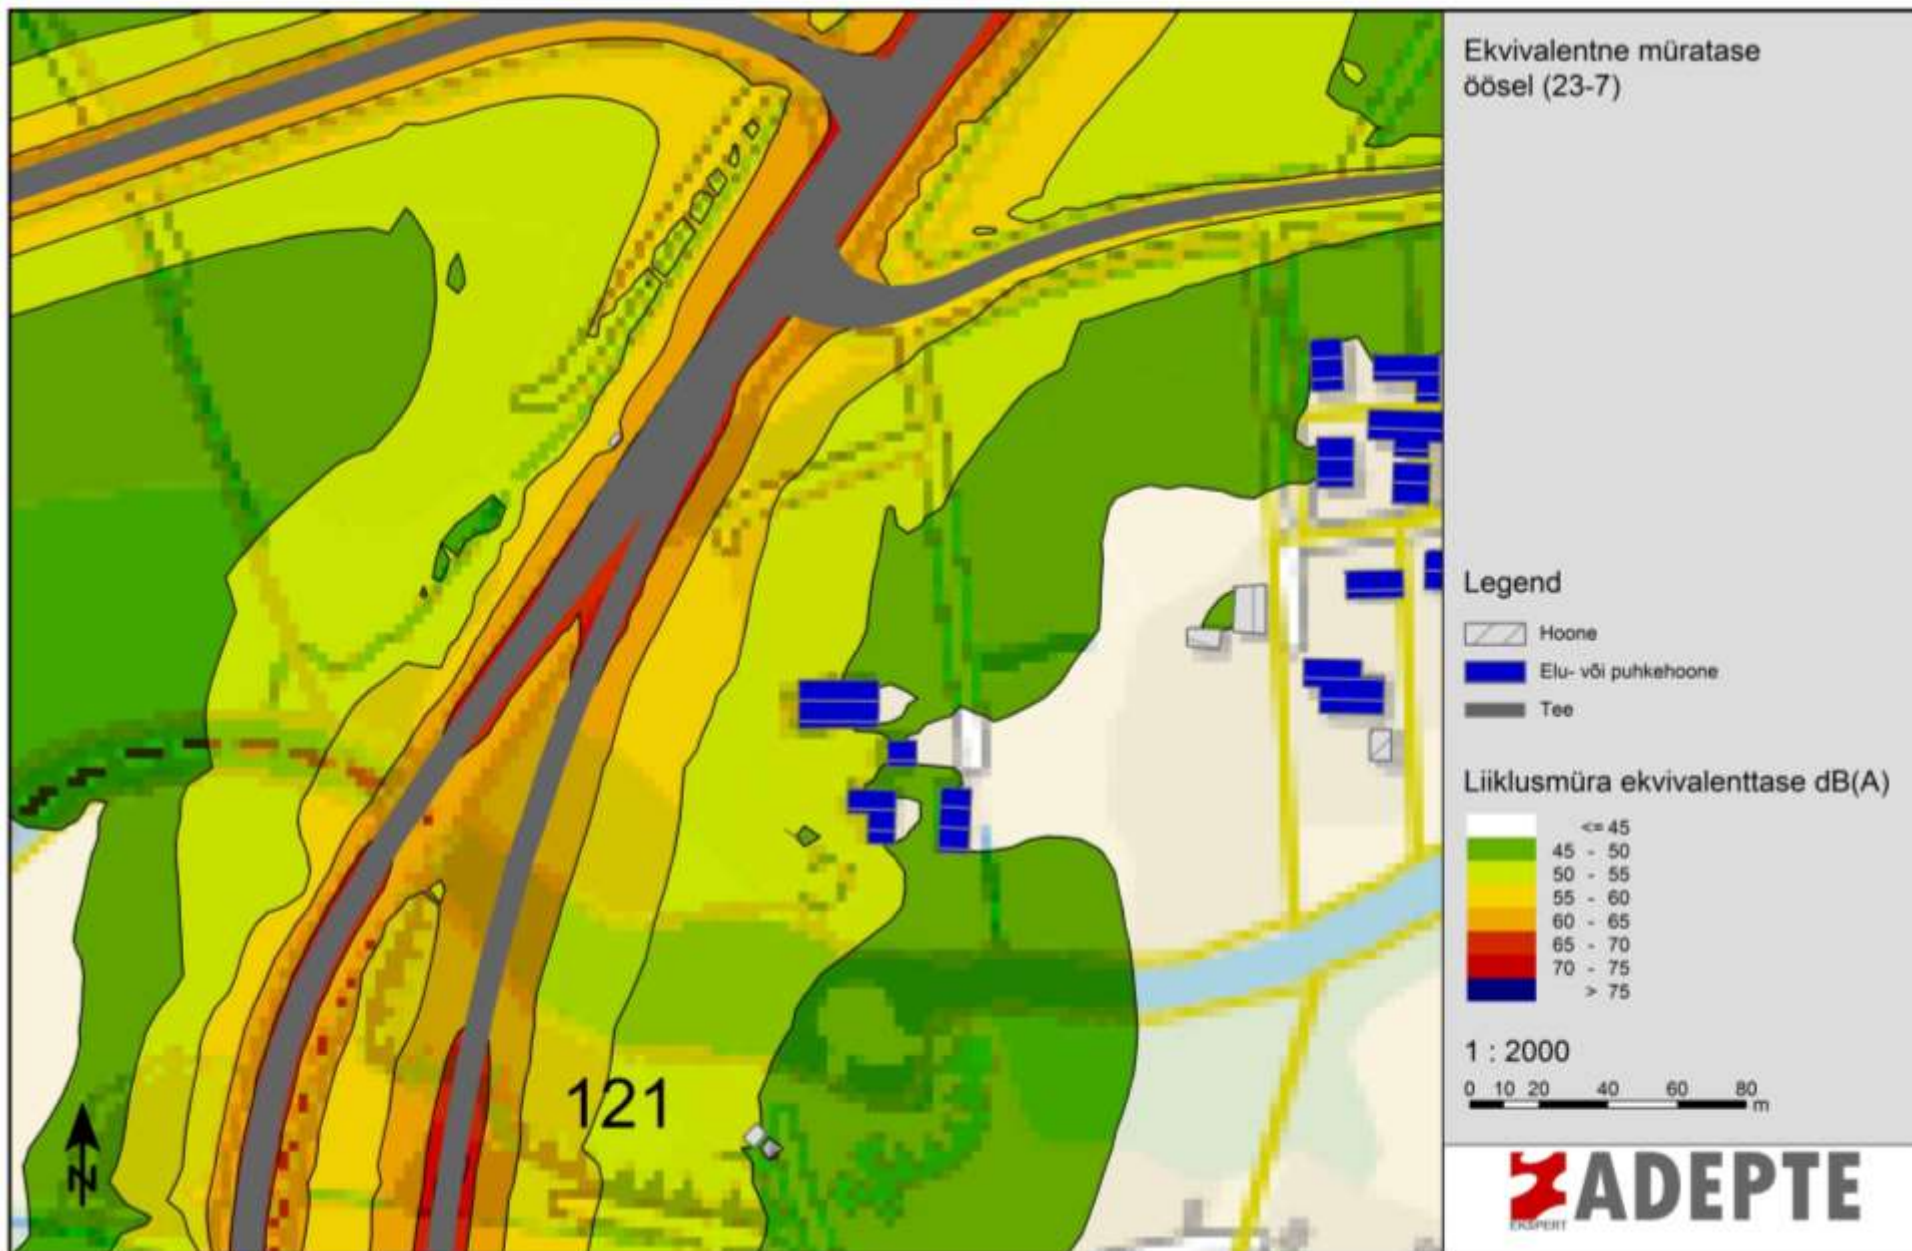 Ekvivalentne müratase
öösel (23-7)
Legend
Hoone
Elu- või puhkehoone
Tee
Liiklusmüra ekvivalenttase dB(A)
<= 45
45 - 50
50 - 55
55 - 60
60 - 65
65 - 70
70 - 75
> 75
1 : 2000
0 10 20 40 60 80
m
121
N
ADEPTE
EKSPERT